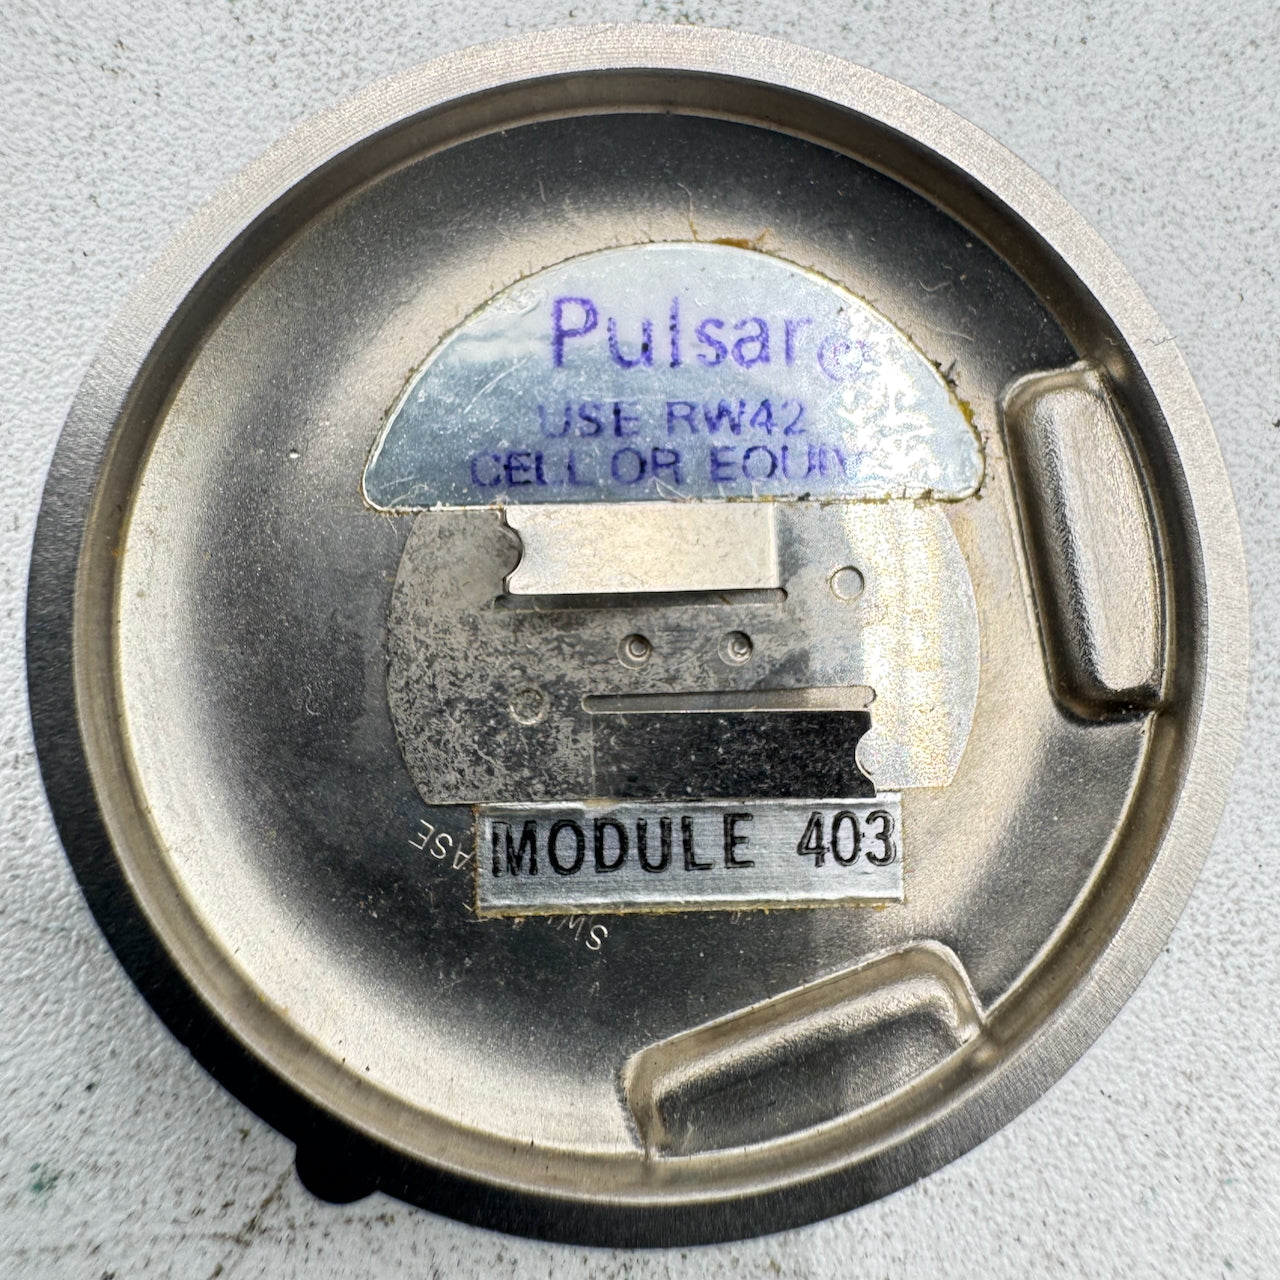 Pulsar®
USE RW42
CELL OR EQUIV
MODULE 403